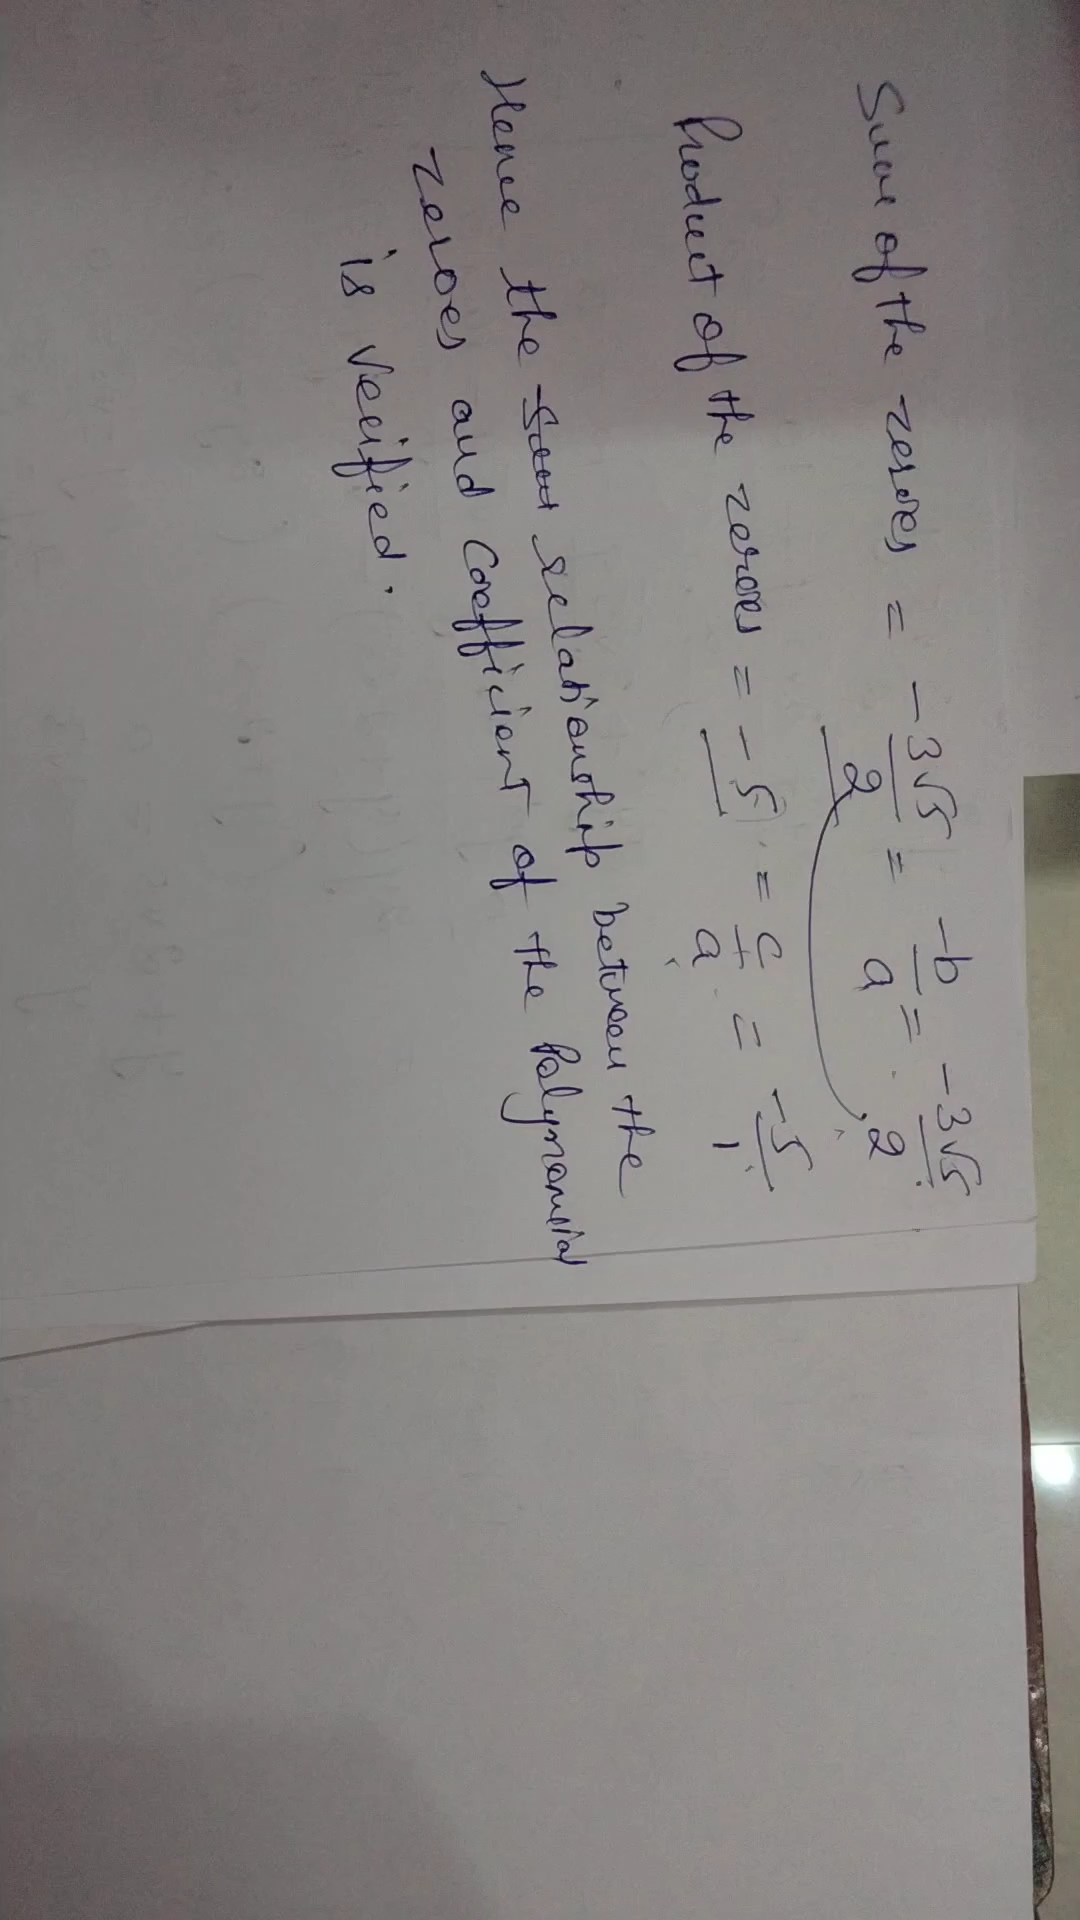 Sum of the zeroes = -3√5/2 = -b/a = -3√5/2
Product of the zeroes = -5 = c/a = -5/1
Hence the sum relationship between the
zeroes and coefficient of the Polynomial
is verified.